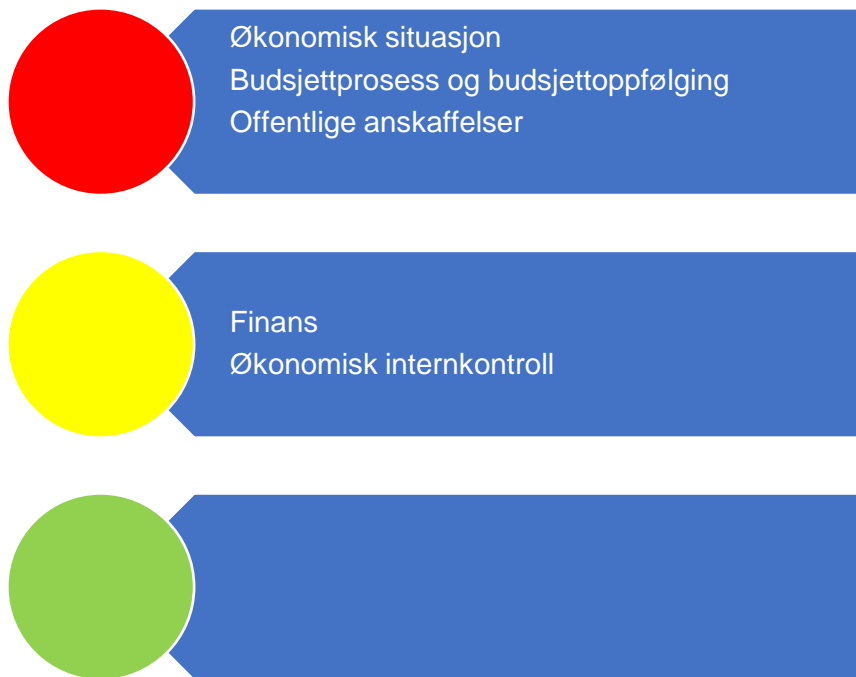 Økonomisk situasjon
Budsjettprosess og budsjettoppfølging
Offentlige anskaffelser
Finans
Økonomisk internkontroll